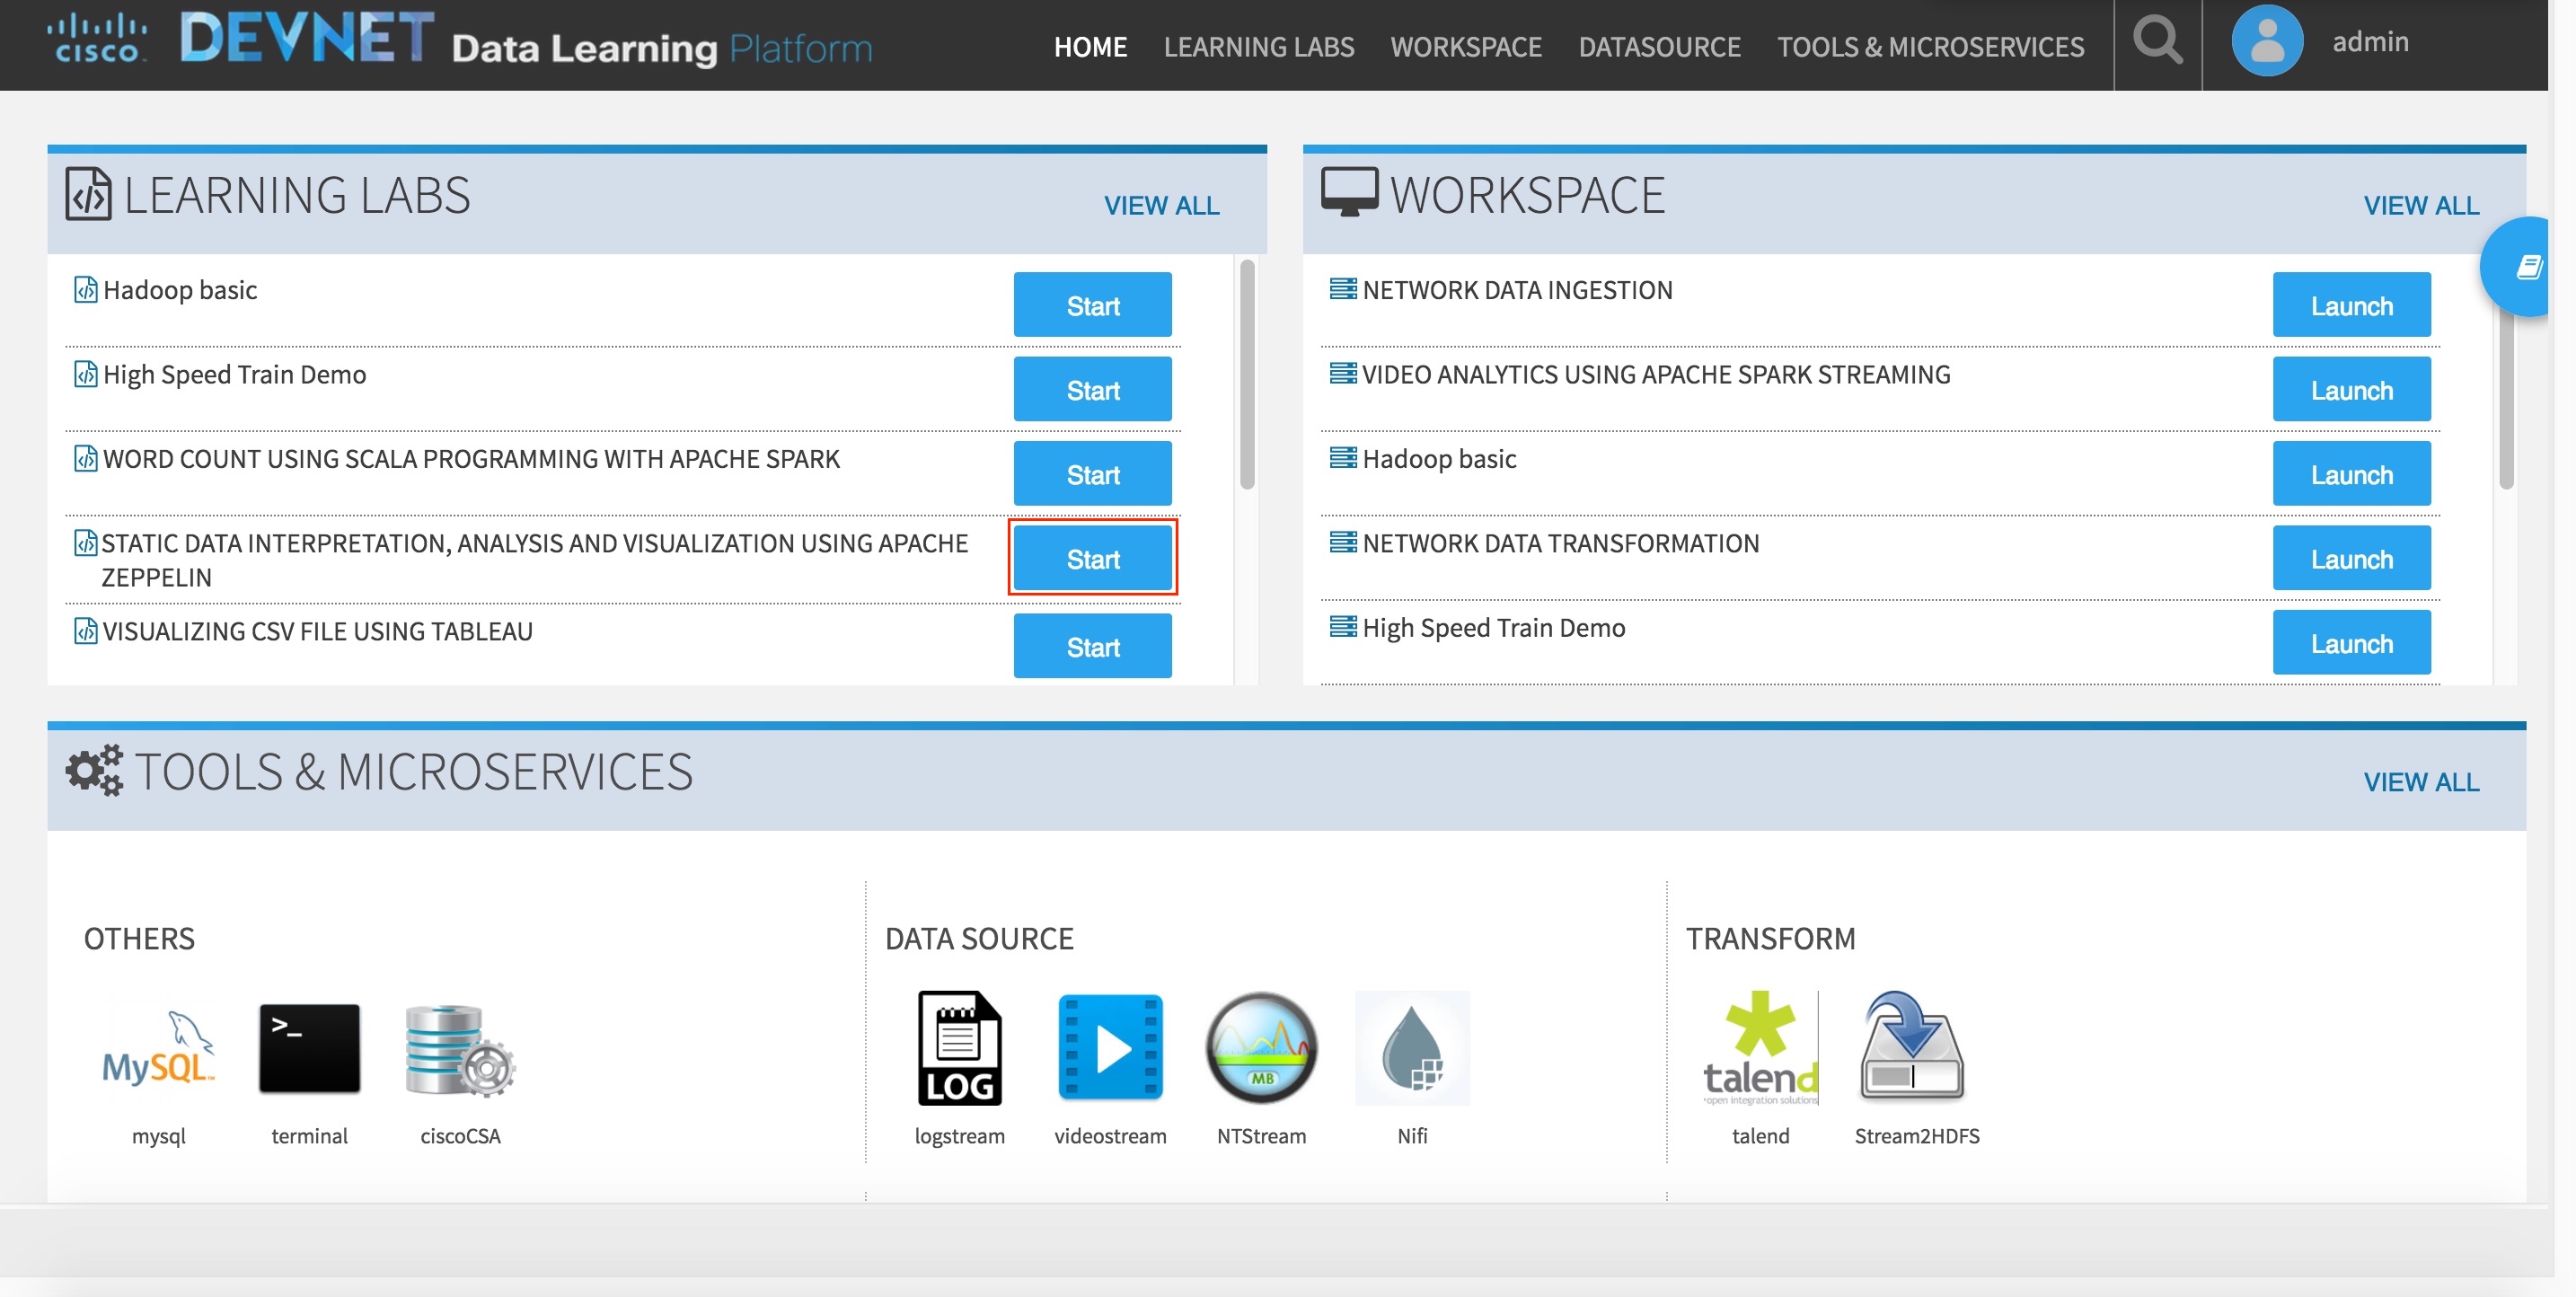 CISCO
DEVNET Data Learning Platform
HOME
LEARNING LABS
WORKSPACE
DATASOURCE
TOOLS & MICROSERVICES
admin
LEARNING LABS
VIEW ALL
Hadoop basic
Start
High Speed Train Demo
Start
WORD COUNT USING SCALA PROGRAMMING WITH APACHE SPARK
Start
STATIC DATA INTERPRETATION, ANALYSIS AND VISUALIZATION USING APACHE
ZEPPELIN
Start
VISUALIZING CSV FILE USING TABLEAU
Start
WORKSPACE
VIEW ALL
NETWORK DATA INGESTION
Launch
VIDEO ANALYTICS USING APACHE SPARK STREAMING
Launch
Hadoop basic
Launch
NETWORK DATA TRANSFORMATION
Launch
High Speed Train Demo
Launch
TOOLS & MICROSERVICES
VIEW ALL
OTHERS
MySQL
mysql
>_
terminal
ciscoCSA
DATA SOURCE
LOG
logstream
videostream
MB
NTStream
Nifi
TRANSFORM
talend
open integration solutions
talend
Stream2HDFS